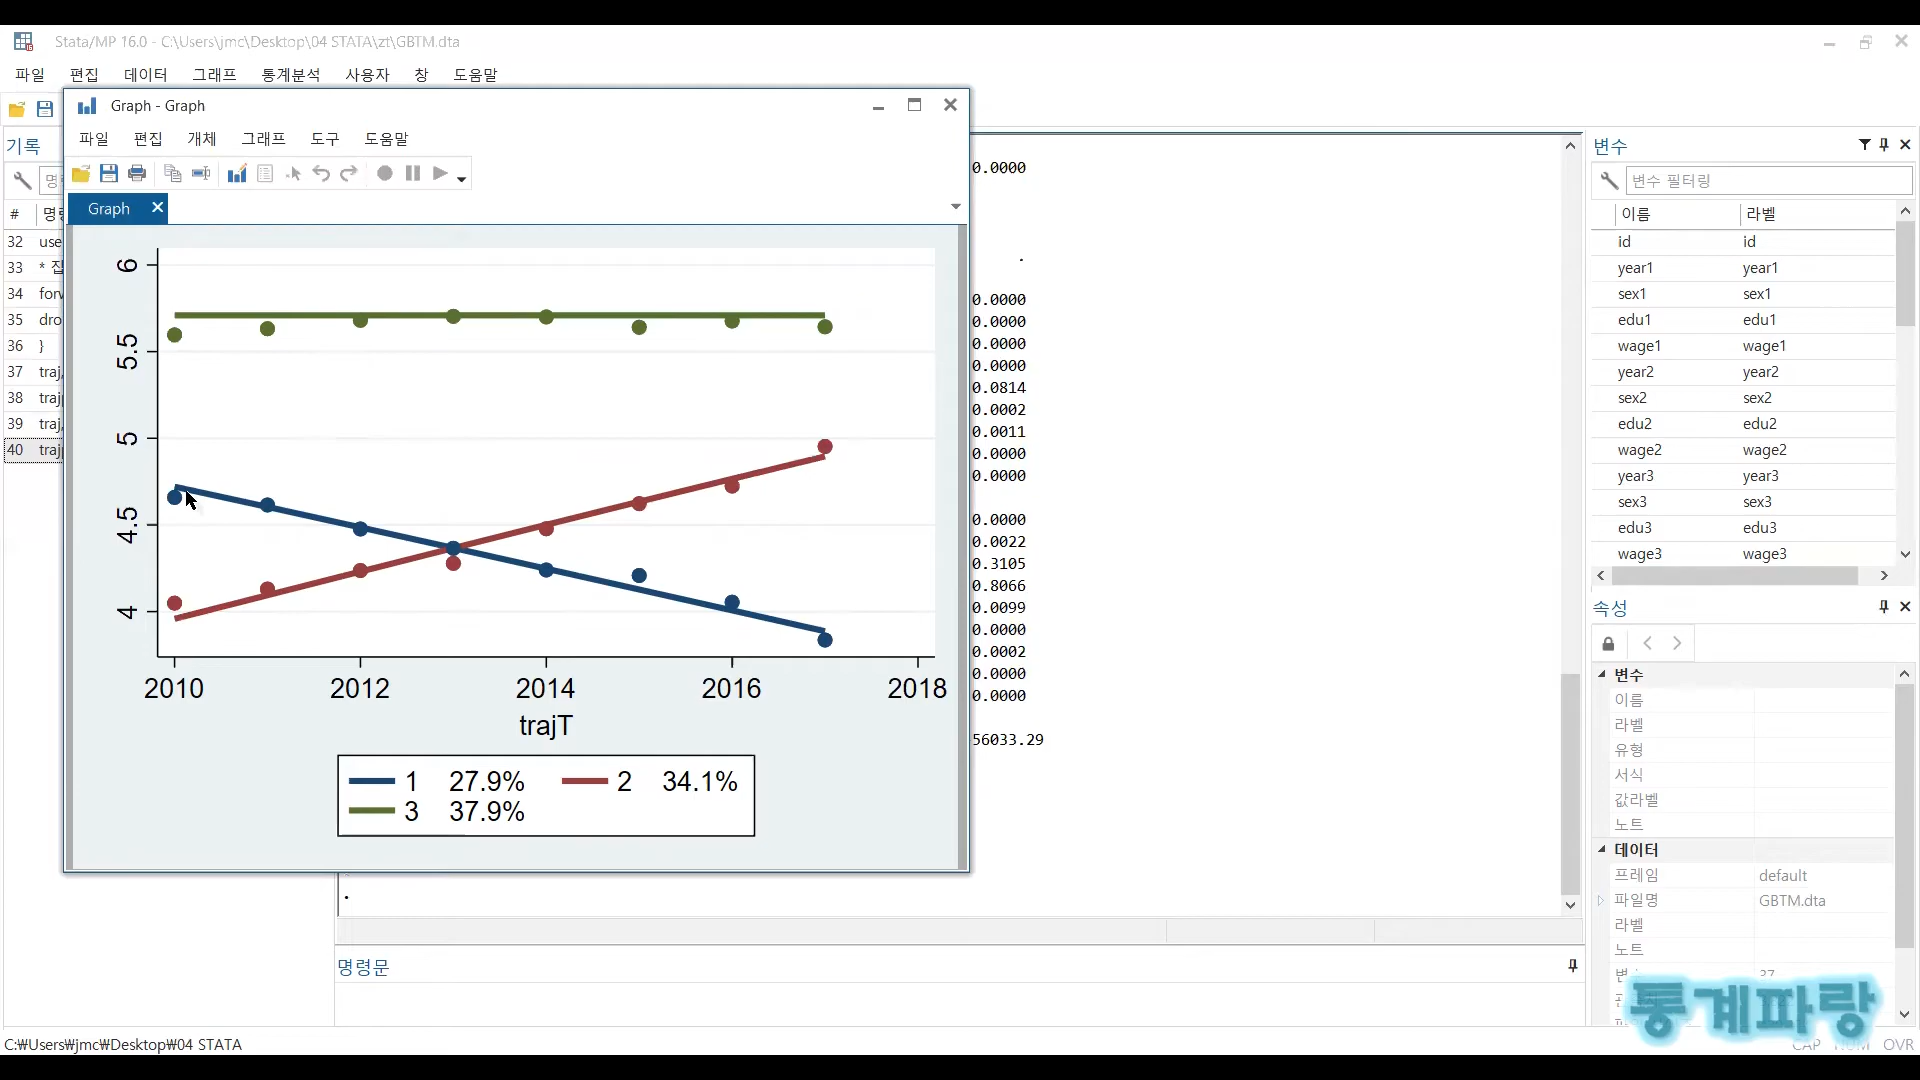 Stata/MP 16.0 - C:\Users\jmc\Desktop\04 STATA\zt\GBTM.dta
파일 편집 데이터 그래프 통계분석 사용자 창 도움말
Graph - Graph
파일 편집 개체 그래프 도구 도움말
Graph
기록
#
32 use
33 * 집
34 forv
35 dro
36 }
37 traj,
38 traj
39 traj,
40 traj
6
5.5
5
4.5
4
2010 2012 2014 2016 2018
trajT
1 27.9% 2 34.1%
3 37.9%
0.0000
.
0.0000
0.0000
0.0000
0.0000
0.0814
0.0002
0.0011
0.0000
0.0000
0.0000
0.0022
0.3105
0.8066
0.0099
0.0000
0.0002
0.0000
0.0000
56033.29
.
명령문
변수
변수 필터링
이름 라벨
id id
year1 year1
sex1 sex1
edu1 edu1
wage1 wage1
year2 year2
sex2 sex2
edu2 edu2
wage2 wage2
year3 year3
sex3 sex3
edu3 edu3
wage3 wage3
속성
변수
이름
라벨
유형
서식
값라벨
노트
데이터
프레임 default
파일명 GBTM.dta
라벨
노트
37
통계파랑
C:₩Users₩jmc₩Desktop₩04 STATA
CAP NUM OVR